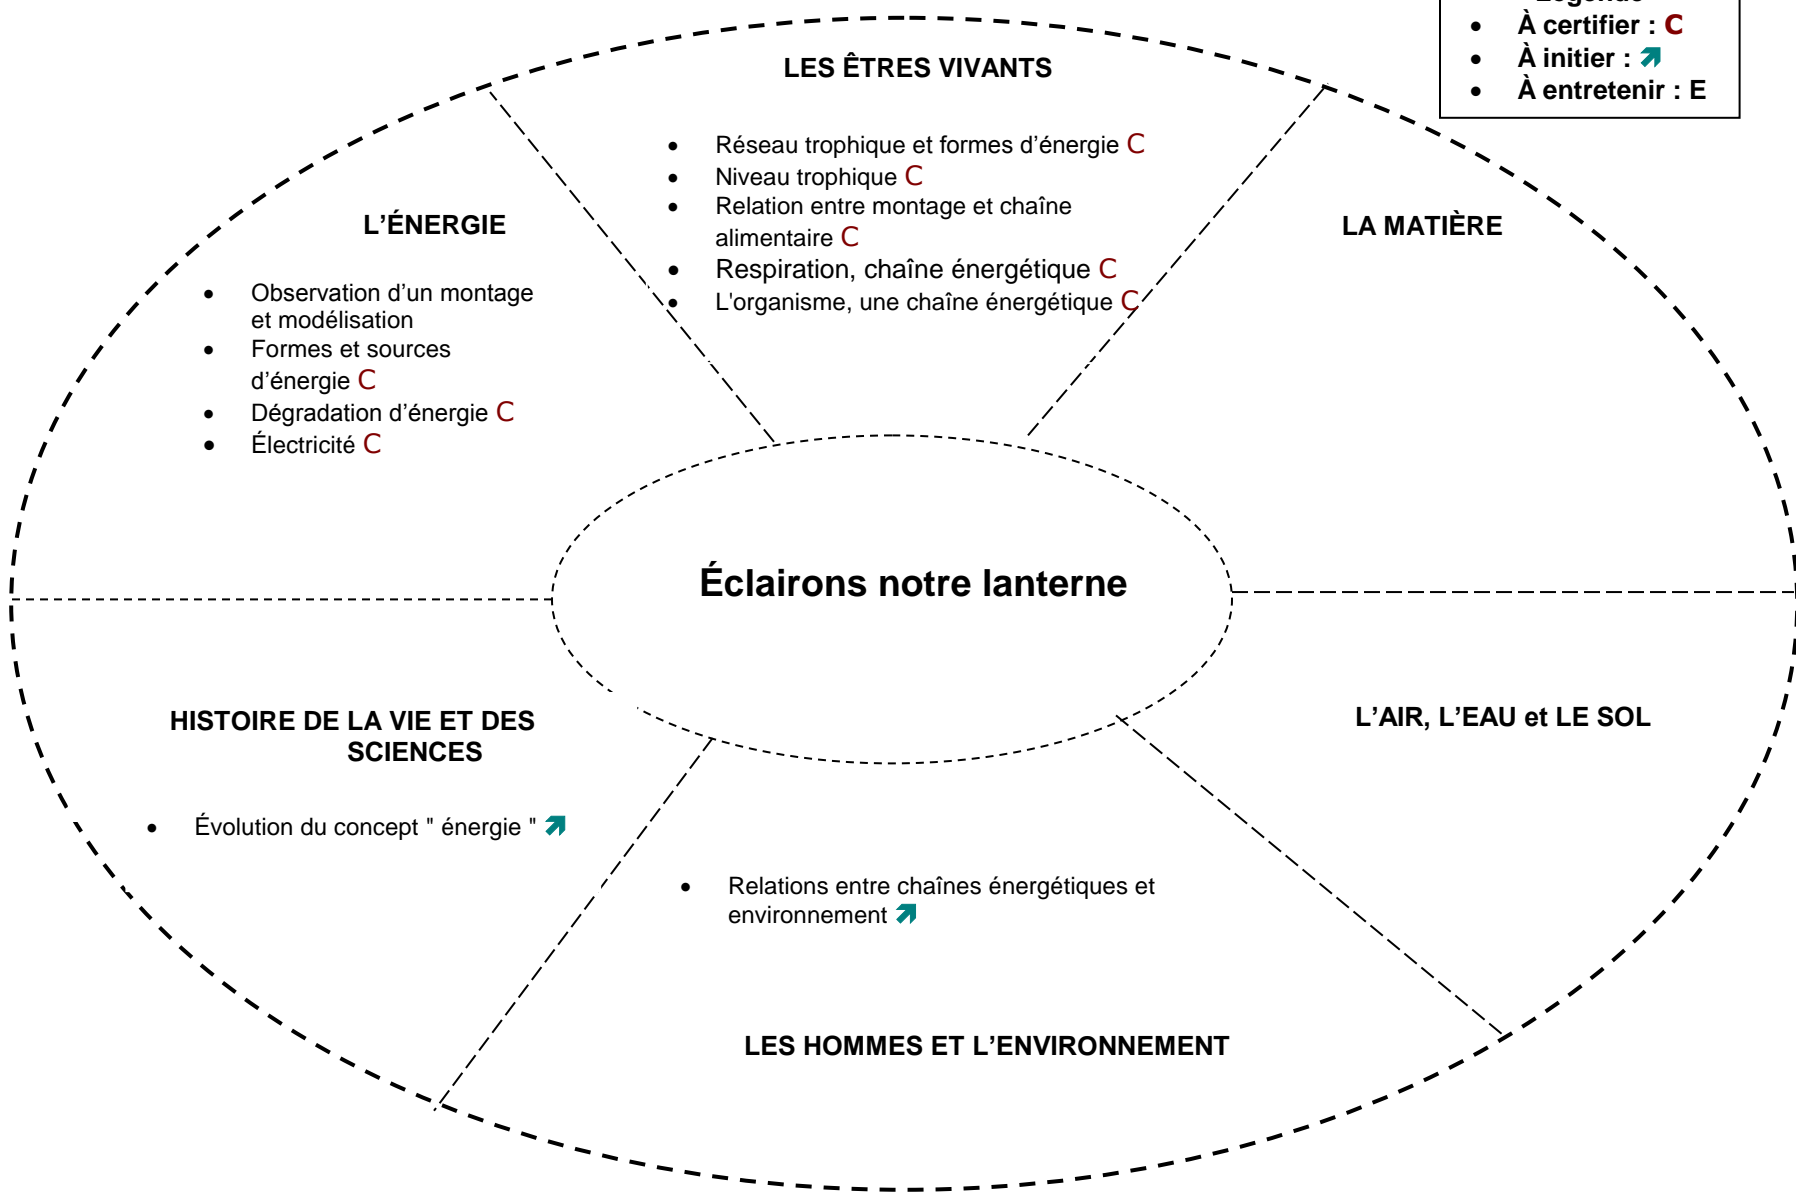 Légende
• À certifier : C
• À initier : ↗
• À entretenir : E
LES ÊTRES VIVANTS
• Réseau trophique et formes d’énergie C
• Niveau trophique C
• Relation entre montage et chaîne
alimentaire C
• Respiration, chaîne énergétique C
• L'organisme, une chaîne énergétique C
L’ÉNERGIE
• Observation d’un montage
et modélisation
• Formes et sources
d’énergie C
• Dégradation d’énergie C
• Électricité C
LA MATIÈRE
Éclairons notre lanterne
HISTOIRE DE LA VIE ET DES
SCIENCES
• Évolution du concept " énergie " ↗
L’AIR, L’EAU et LE SOL
• Relations entre chaînes énergétiques et
environnement ↗
LES HOMMES ET L’ENVIRONNEMENT